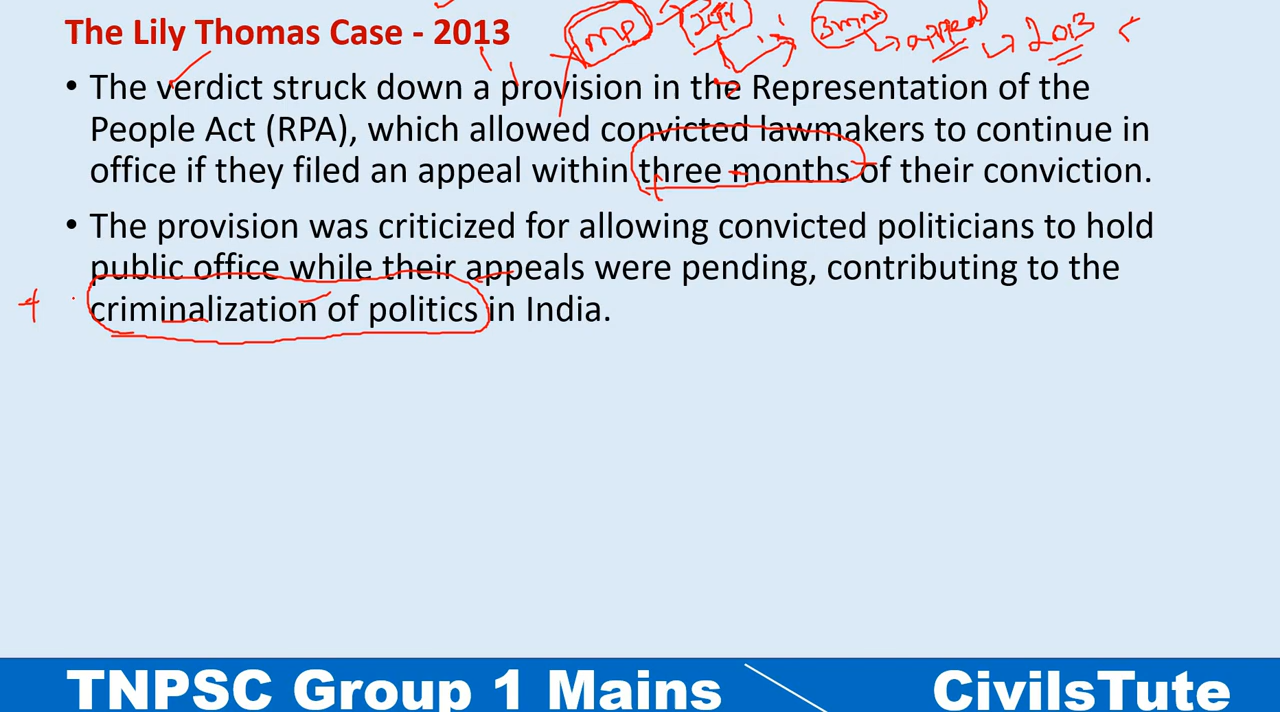 The Lily Thomas Case - 2013
MP 3mn appeal 2013
• The verdict struck down a provision in the Representation of the
People Act (RPA), which allowed convicted lawmakers to continue in
office if they filed an appeal within three months of their conviction.
• The provision was criticized for allowing convicted politicians to hold
public office while their appeals were pending, contributing to the
criminalization of politics in India.
TNPSC Group 1 Mains
CivilsTute